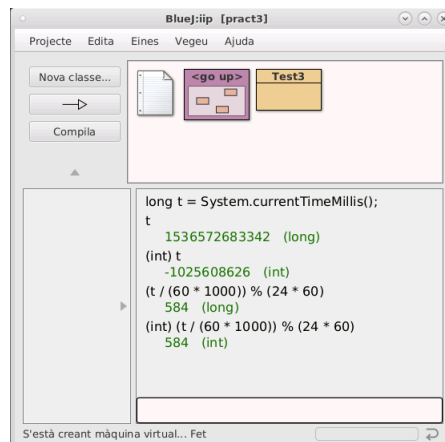 BlueJ:iip [pract3]
Projecte Edita Eines Vegeu Ajuda
Nova classe...
Compila
<go up>
Test3
long t = System.currentTimeMillis();
t
1536572683342 (long)
(int) t
-1025608626 (int)
(t / (60 * 1000)) % (24 * 60)
584 (long)
(int) (t / (60 * 1000)) % (24 * 60)
584 (int)
S'està creant màquina virtual... Fet